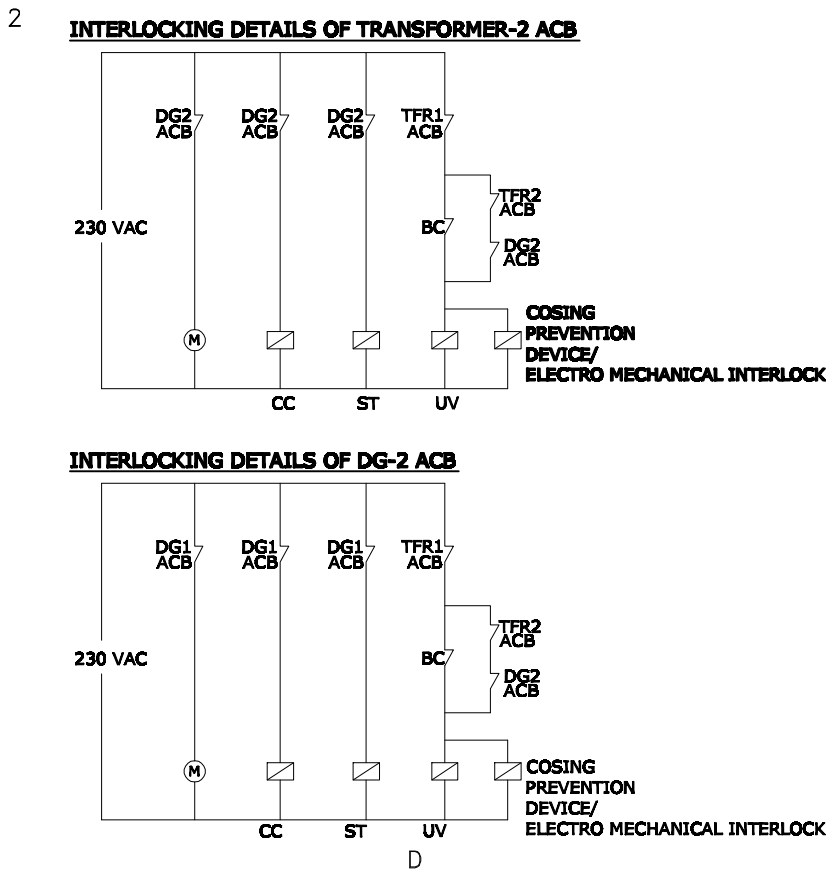 2
INTERLOCKING DETAILS OF TRANSFORMER-2 ACB
DG2 ACB
DG2 ACB
DG2 ACB
TFR1 ACB
TFR2 ACB
230 VAC
BC
DG2 ACB
M
COSING
PREVENTION
DEVICE/
ELECTRO MECHANICAL INTERLOCK
CC
ST
UV
INTERLOCKING DETAILS OF DG-2 ACB
DG1 ACB
DG1 ACB
DG1 ACB
TFR1 ACB
TFR2 ACB
230 VAC
BC
DG2 ACB
M
COSING
PREVENTION
DEVICE/
ELECTRO MECHANICAL INTERLOCK
CC
ST
UV
D